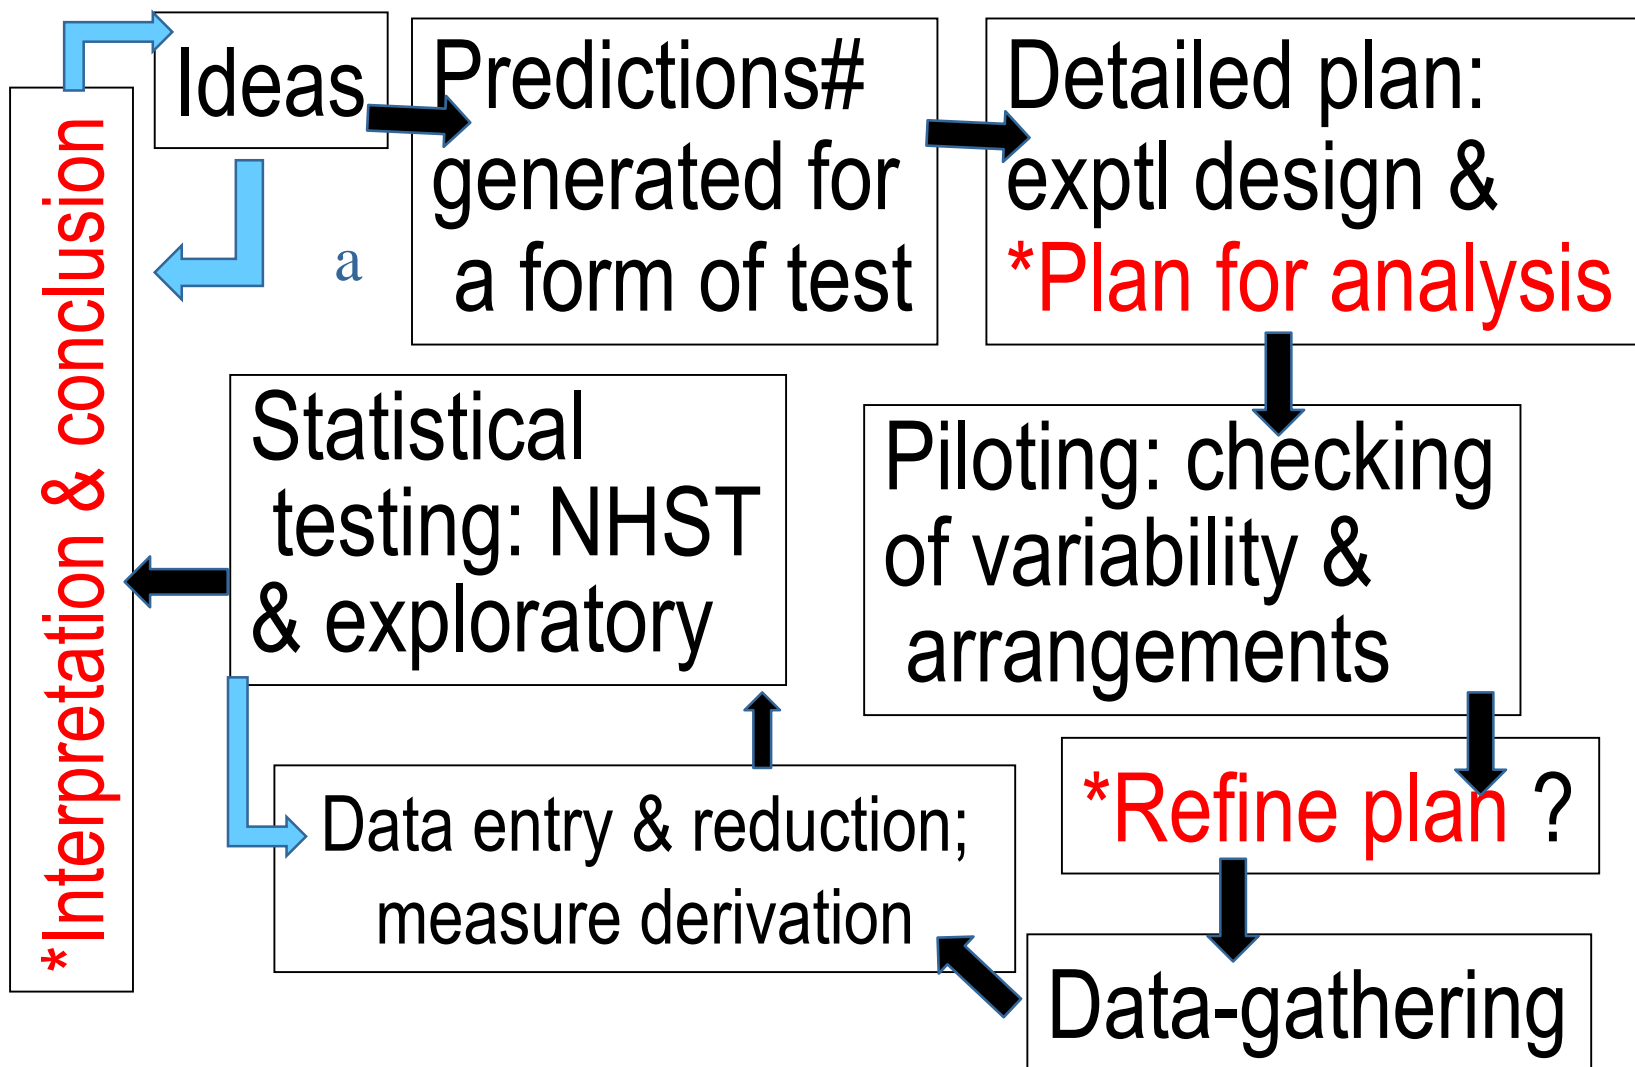 Ideas
Predictions#
generated for
a form of test
Detailed plan:
exptl design &
*Plan for analysis
a
Piloting: checking
of variability &
arrangements
*Refine plan ?
Data-gathering
Data entry & reduction;
measure derivation
Statistical
testing: NHST
& exploratory
*Interpretation & conclusion